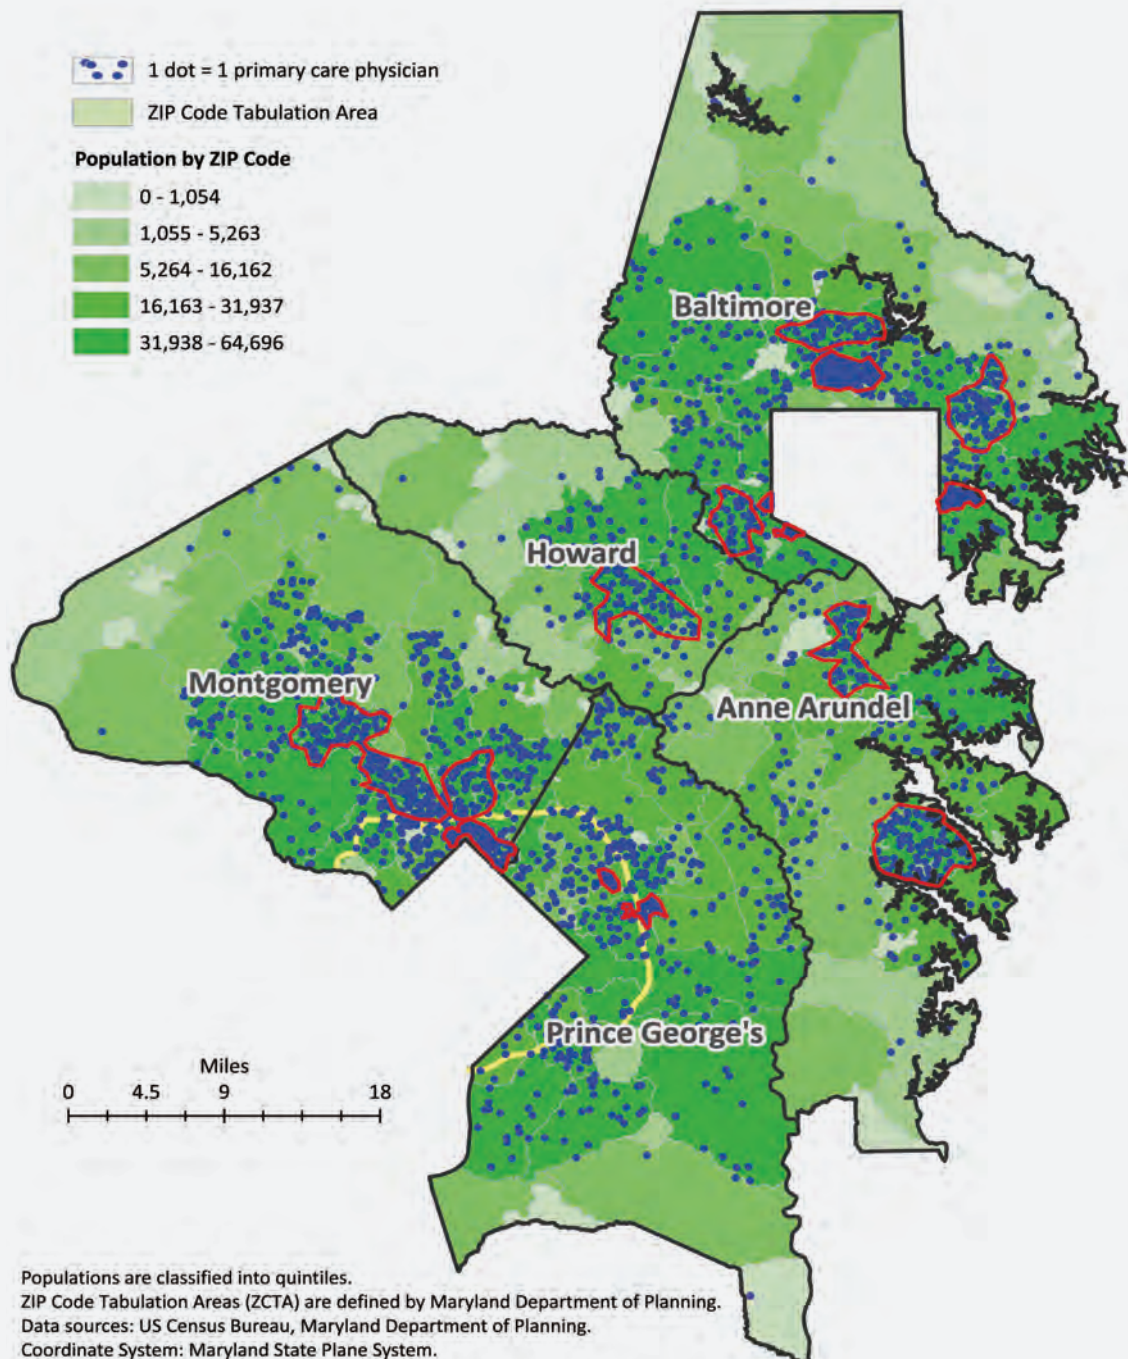 1 dot = 1 primary care physician
ZIP Code Tabulation Area
Population by ZIP Code
0 - 1,054
1,055 - 5,263
5,264 - 16,162
16,163 - 31,937
31,938 - 64,696
Baltimore
Howard
Montgomery
Anne Arundel
Prince George's
Miles
0 4.5 9 18
Populations are classified into quintiles.
ZIP Code Tabulation Areas (ZCTA) are defined by Maryland Department of Planning.
Data sources: US Census Bureau, Maryland Department of Planning.
Coordinate System: Maryland State Plane System.